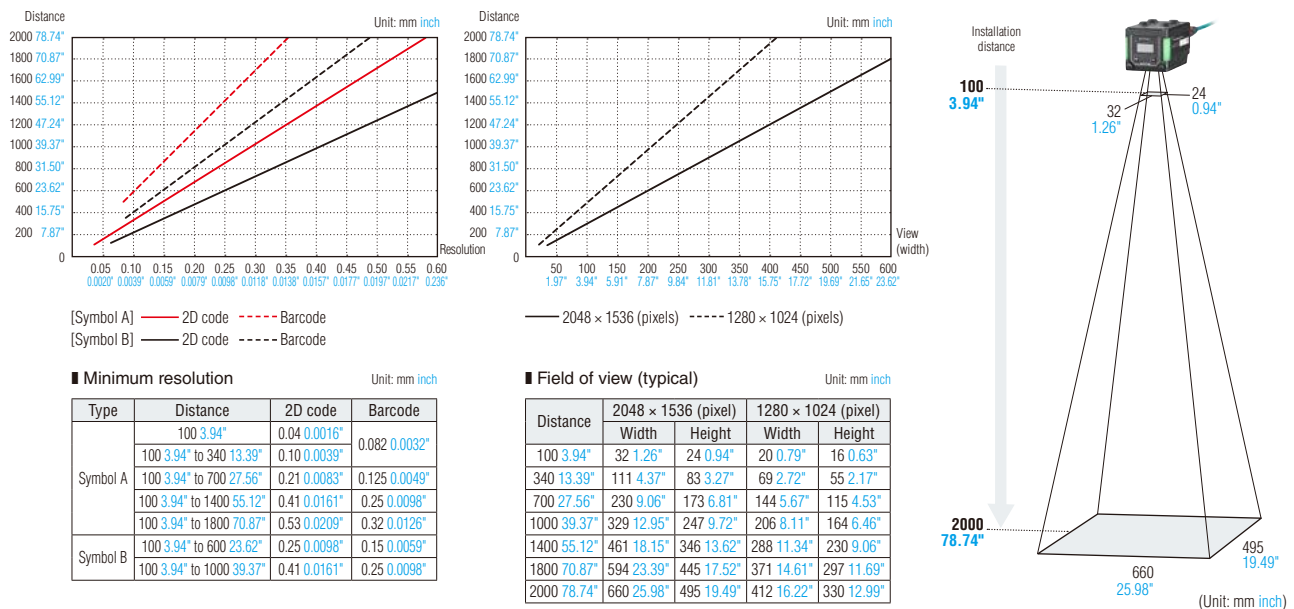 Distance
Unit: mm inch
2000 78.74"
1800 70.87"
1600 62.99"
1400 55.12"
1200 47.24"
1000 39.37"
800 31.50"
600 23.62"
400 15.75"
200 7.87"
0
Resolution
0.05 0.10 0.15 0.20 0.25 0.30 0.35 0.40 0.45 0.50 0.55 0.60
0.0020" 0.0039" 0.0059" 0.0079" 0.0098" 0.0118" 0.0138" 0.0157" 0.0177" 0.0197" 0.0217" 0.236"
[Symbol A] 2D code Barcode
[Symbol B] 2D code Barcode
Distance
Unit: mm inch
2000 78.74"
1800 70.87"
1600 62.99"
1400 55.12"
1200 47.24"
1000 39.37"
800 31.50"
600 23.62"
400 15.75"
200 7.87"
0
View
(width)
50 100 150 200 250 300 350 400 450 500 550 600
1.97" 3.94" 5.91" 7.87" 9.84" 11.81" 13.78" 15.75" 17.72" 19.69" 21.65" 23.62"
2048 × 1536 (pixels) 1280 × 1024 (pixels)
Minimum resolution
Unit: mm inch
Type Distance 2D code Barcode
Symbol A
100 3.94" 0.04 0.0016" 0.082 0.0032"
100 3.94" to 340 13.39" 0.10 0.0039"
100 3.94" to 700 27.56" 0.21 0.0083" 0.125 0.0049"
100 3.94" to 1400 55.12" 0.41 0.0161" 0.25 0.0098"
100 3.94" to 1800 70.87" 0.53 0.0209" 0.32 0.0126"
Symbol B
100 3.94" to 600 23.62" 0.25 0.0098" 0.15 0.0059"
100 3.94" to 1000 39.37" 0.41 0.0161" 0.25 0.0098"
Field of view (typical)
Unit: mm inch
Distance 2048 × 1536 (pixel) 1280 × 1024 (pixel)
Width Height Width Height
100 3.94" 32 1.26" 24 0.94" 20 0.79" 16 0.63"
340 13.39" 111 4.37" 83 3.27" 69 2.72" 55 2.17"
700 27.56" 230 9.06" 173 6.81" 144 5.67" 115 4.53"
1000 39.37" 329 12.95" 247 9.72" 206 8.11" 164 6.46"
1400 55.12" 461 18.15" 346 13.62" 288 11.34" 230 9.06"
1800 70.87" 594 23.39" 445 17.52" 371 14.61" 297 11.69"
2000 78.74" 660 25.98" 495 19.49" 412 16.22" 330 12.99"
Installation
distance
100
3.94"
24
0.94"
32
1.26"
2000
78.74"
495
19.49"
660
25.98"
(Unit: mm inch)